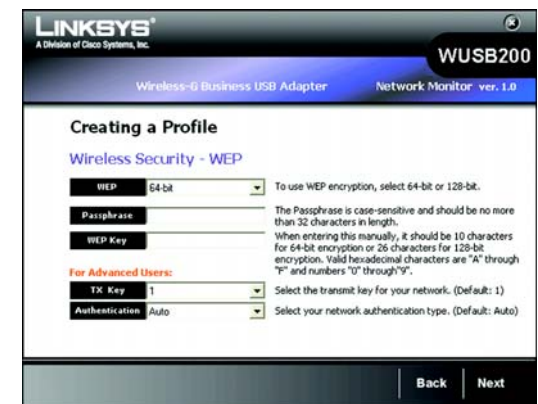 LINKSYS®
A Division of Cisco Systems, Inc.
WUSB200
Wireless-G Business USB Adapter
Network Monitor ver. 1.0
Creating a Profile
Wireless Security - WEP
WEP
64-bit
To use WEP encryption, select 64-bit or 128-bit.
Passphrase
The Passphrase is case-sensitive and should be no more
than 32 characters in length.
WEP Key
When entering this manually, it should be 10 characters
for 64-bit encryption or 26 characters for 128-bit
encryption. Valid hexadecimal characters are "A" through
"F" and numbers "0" through"9".
For Advanced Users:
TX Key
1
Select the transmit key for your network. (Default: 1)
Authentication
Auto
Select your network authentication type. (Default: Auto)
Back
Next